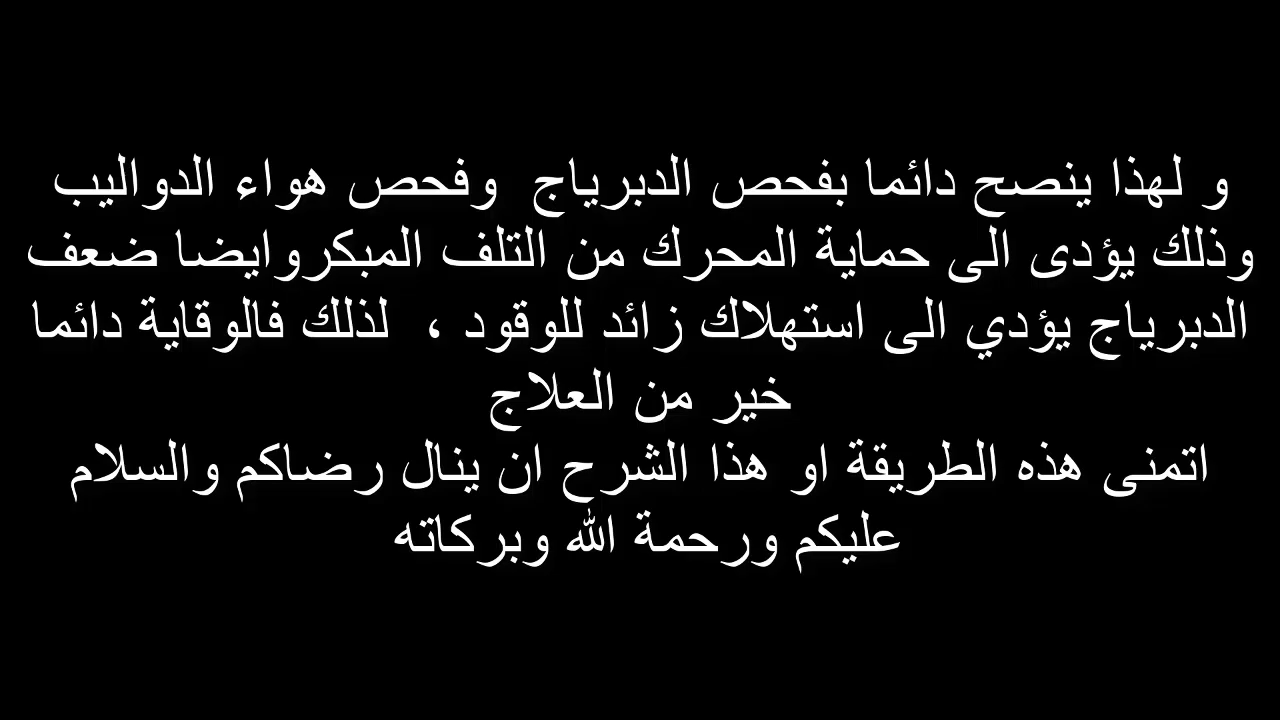 و لهذا ينصح دائما بفحص الدبرياج وفحص هواء الدواليب
وذلك يؤدى الى حماية المحرك من التلف المبكروايضا ضعف
الدبرياج يؤدي الى استهلاك زائد للوقود ، لذلك فالوقاية دائما
خير من العلاج
اتمنى هذه الطريقة او هذا الشرح ان ينال رضاكم والسلام
عليكم ورحمة الله وبركاته